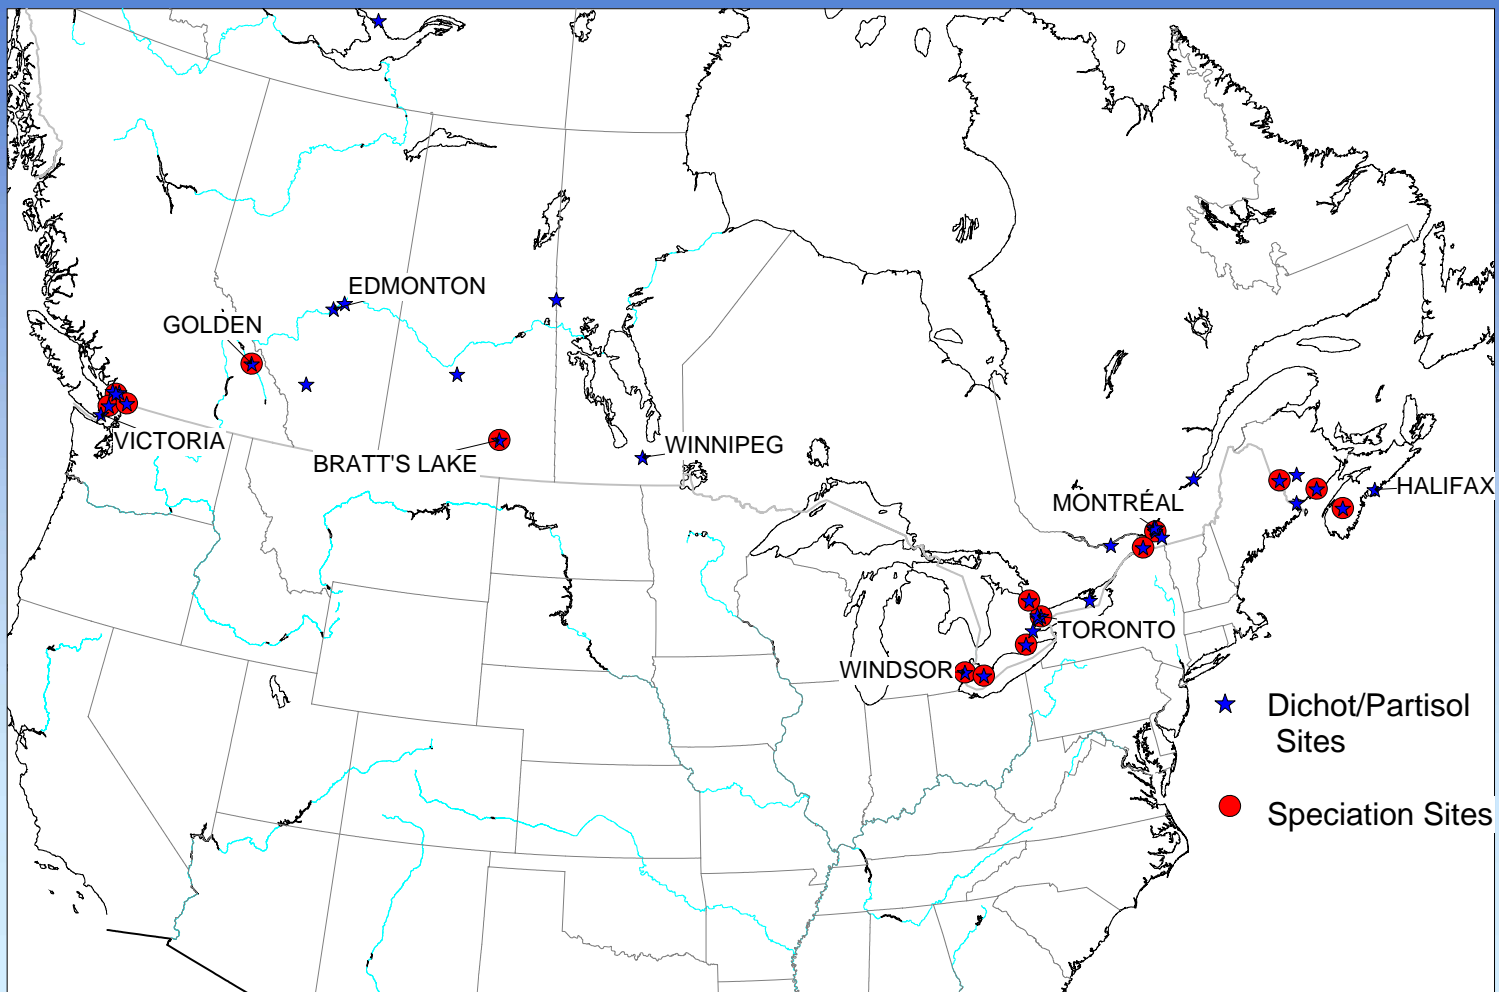 EDMONTON
GOLDEN
VICTORIA
BRATT'S LAKE
WINNIPEG
MONTRÉAL
HALIFAX
TORONTO
WINDSOR
Dichot/Partisol
Sites
Speciation Sites